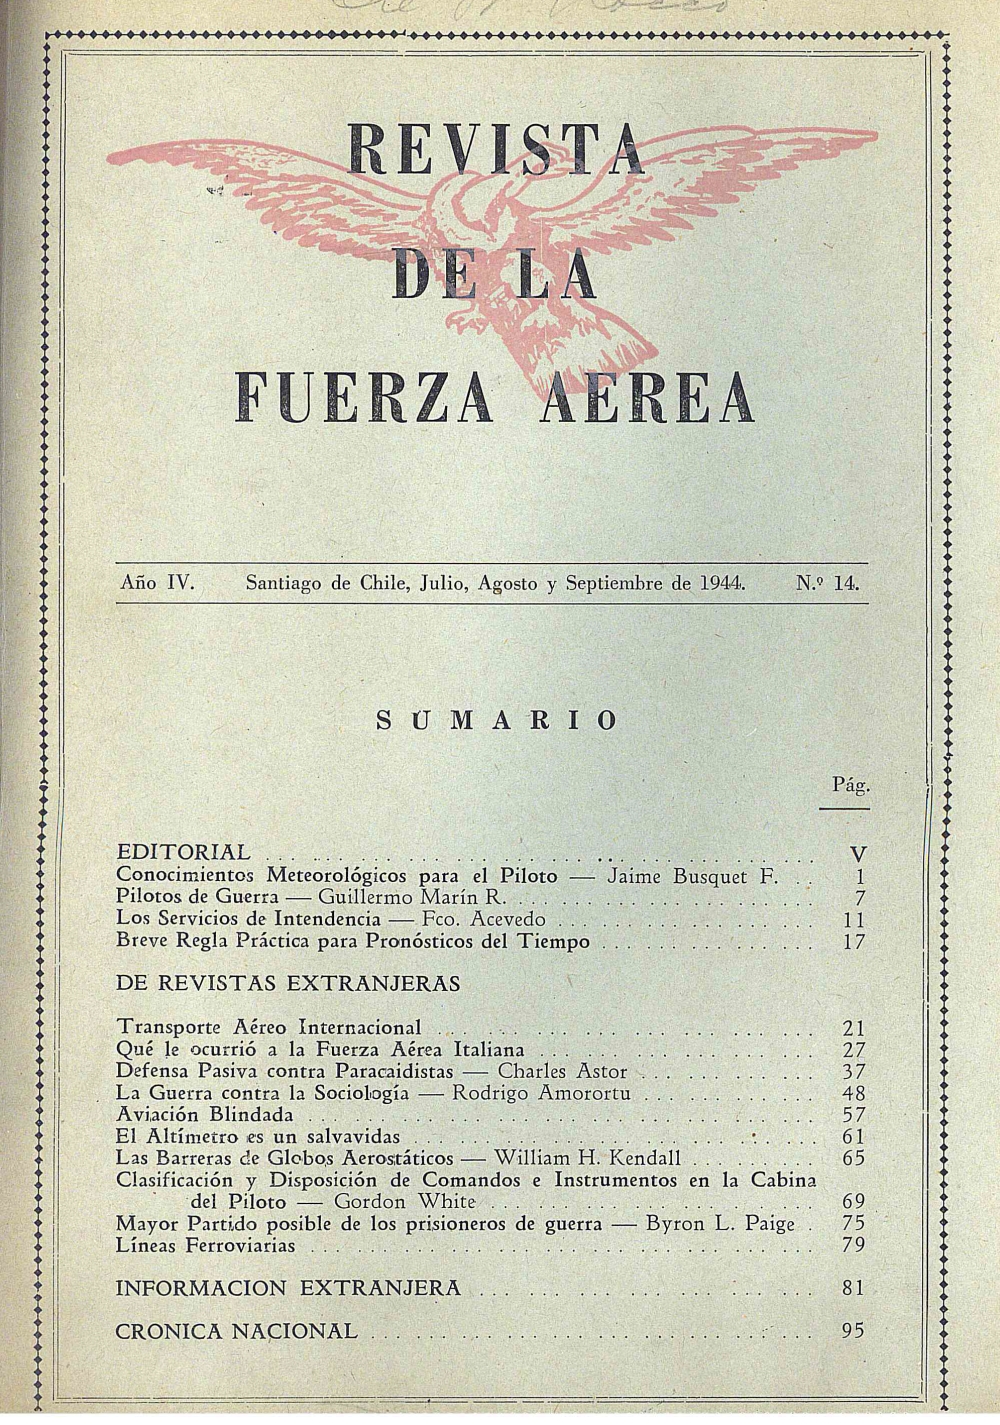 REVISTA
DE LA
FUERZA AEREA
Año IV. Santiago de Chile, Julio, Agosto y Septiembre de 1944. N.º 14.
SUMARIO
Pág.
EDITORIAL . . . . . . . . . . . . . . . . . . . . . . . . V
Conocimientos Meteorológicos para el Piloto — Jaime Busquet F. . . 1
Pilotos de Guerra — Guillermo Marín R. . . . . . . . . . . . . . 7
Los Servicios de Intendencia — Fco. Acevedo . . . . . . . . . . . . 11
Breve Regla Práctica para Pronósticos del Tiempo . . . . . . . . . . 17
DE REVISTAS EXTRANJERAS
Transporte Aéreo Internacional . . . . . . . . . . . . . . . . . 21
Qué le ocurrió a la Fuerza Aérea Italiana . . . . . . . . . . . . . 27
Defensa Pasiva contra Paracaidistas — Charles Astor . . . . . . . . 37
La Guerra contra la Sociología — Rodrigo Amorortu . . . . . . . . 48
Aviación Blindada . . . . . . . . . . . . . . . . . . . . . . . 57
El Altímetro es un salvavidas . . . . . . . . . . . . . . . . . . 61
Las Barreras de Globos Aerostáticos — William H. Kendall . . . . . . 65
Clasificación y Disposición de Comandos e Instrumentos en la Cabina
del Piloto — Gordon White . . . . . . . . . . . . . . . 69
Mayor Partido posible de los prisioneros de guerra — Byron L. Paige . 75
Líneas Ferroviarias . . . . . . . . . . . . . . . . . . . . . . . 79
INFORMACION EXTRANJERA . . . . . . . . . . . . . . . 81
CRONICA NACIONAL . . . . . . . . . . . . . . . . . . . . 95